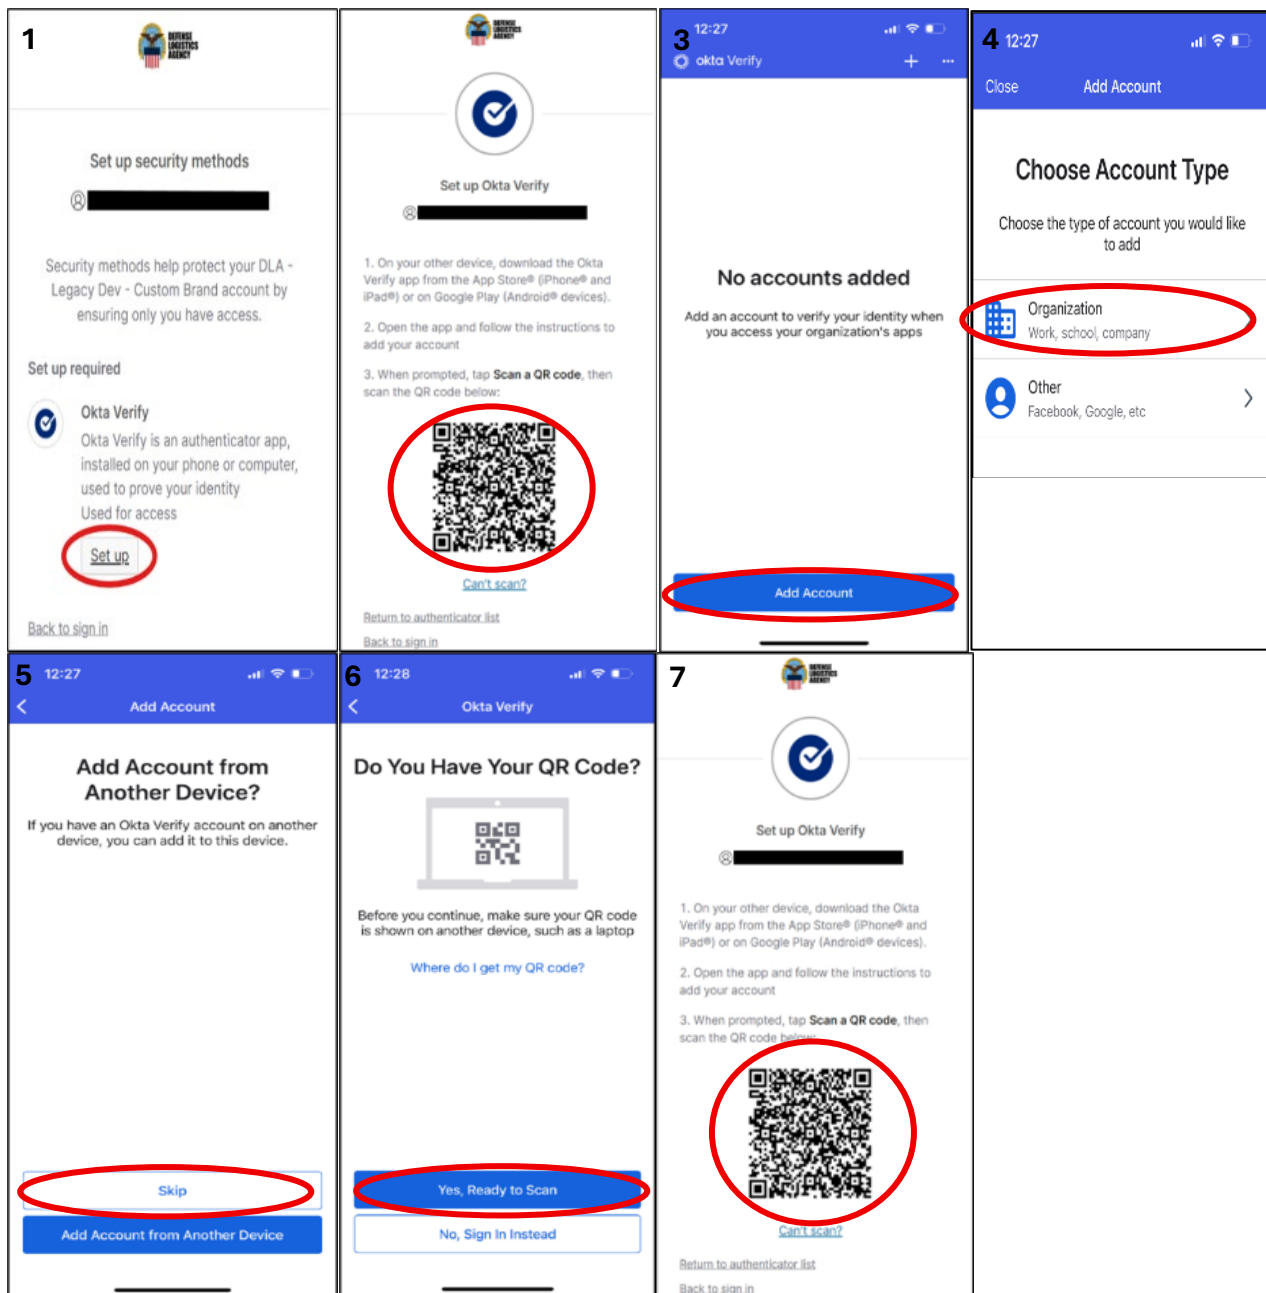 1
DEFENSE
LOGISTICS
AGENCY
Set up security methods
Security methods help protect your DLA -
Legacy Dev - Custom Brand account by
ensuring only you have access.
Set up required
Okta Verify
Okta Verify is an authenticator app,
installed on your phone or computer,
used to prove your identity
Used for access
Set up
Back to sign in
DEFENSE
LOGISTICS
AGENCY
Set up Okta Verify
1. On your other device, download the Okta
Verify app from the App Store® (iPhone® and
iPad®) or on Google Play (Android® devices).
2. Open the app and follow the instructions to
add your account
3. When prompted, tap Scan a QR code, then
scan the QR code below:
Can't scan?
Return to authenticator list
Back to sign in
3
12:27
okta Verify
No accounts added
Add an account to verify your identity when
you access your organization's apps
Add Account
4
12:27
Close
Add Account
Choose Account Type
Choose the type of account you would like
to add
Organization
Work, school, company
Other
Facebook, Google, etc
5
12:27
Add Account
Add Account from
Another Device?
If you have an Okta Verify account on another
device, you can add it to this device.
Skip
Add Account from Another Device
6
12:28
Okta Verify
Do You Have Your QR Code?
Before you continue, make sure your QR code
is shown on another device, such as a laptop
Where do I get my QR code?
Yes, Ready to Scan
No, Sign In Instead
7
DEFENSE
LOGISTICS
AGENCY
Set up Okta Verify
1. On your other device, download the Okta
Verify app from the App Store® (iPhone® and
iPad®) or on Google Play (Android® devices).
2. Open the app and follow the instructions to
add your account
3. When prompted, tap Scan a QR code, then
scan the QR code below:
Can't scan?
Return to authenticator list
Back to sign in